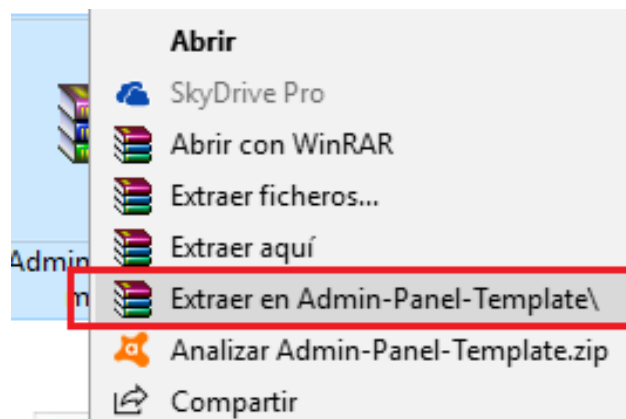 Abrir
SkyDrive Pro
Abrir con WinRAR
Extraer ficheros...
Extraer aquí
Admin
Extraer en Admin-Panel-Template\
m
Analizar Admin-Panel-Template.zip
Compartir